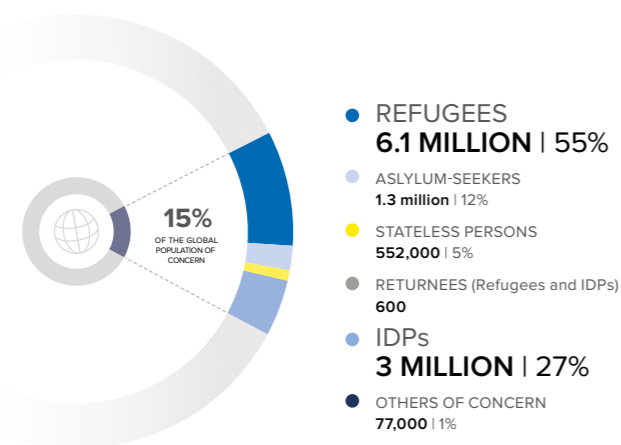 15%
OF THE GLOBAL
POPULATION OF
CONCERN
REFUGEES
6.1 MILLION | 55%
ASLYLUM-SEEKERS
1.3 million | 12%
STATELESS PERSONS
552,000 | 5%
RETURNEES (Refugees and IDPs)
600
IDPs
3 MILLION | 27%
OTHERS OF CONCERN
77,000 | 1%